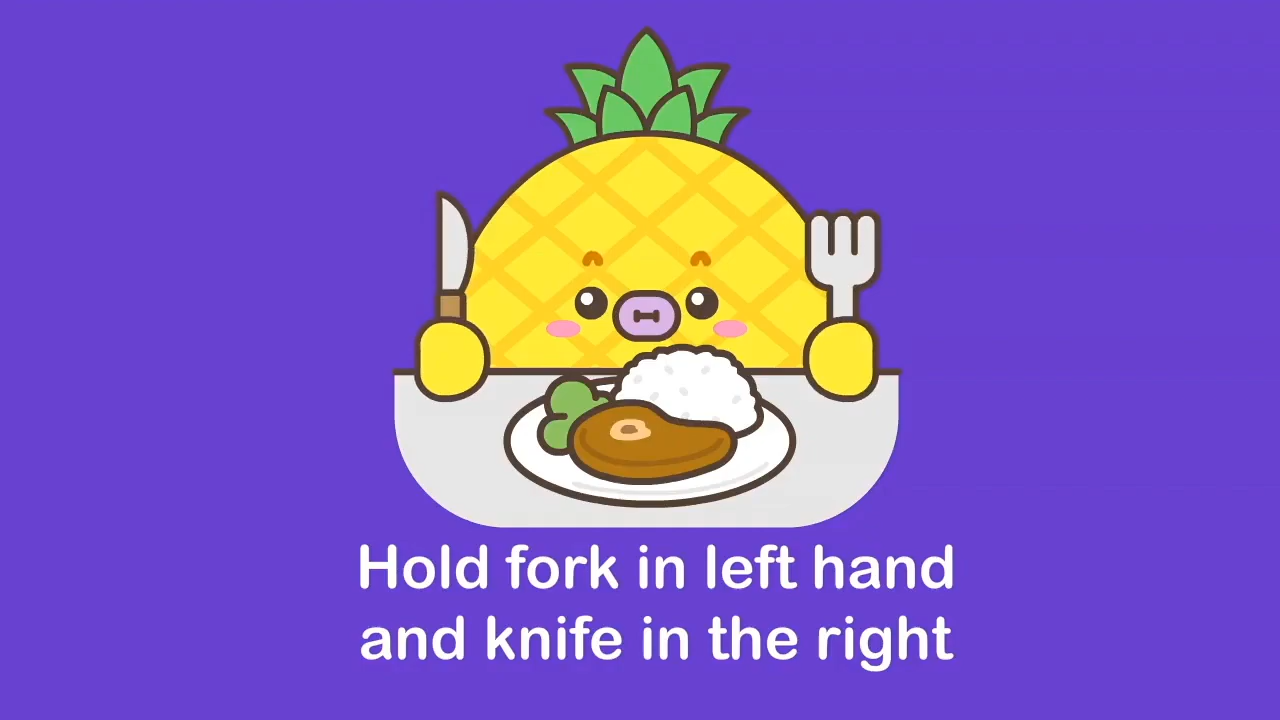 Hold fork in left hand
and knife in the right